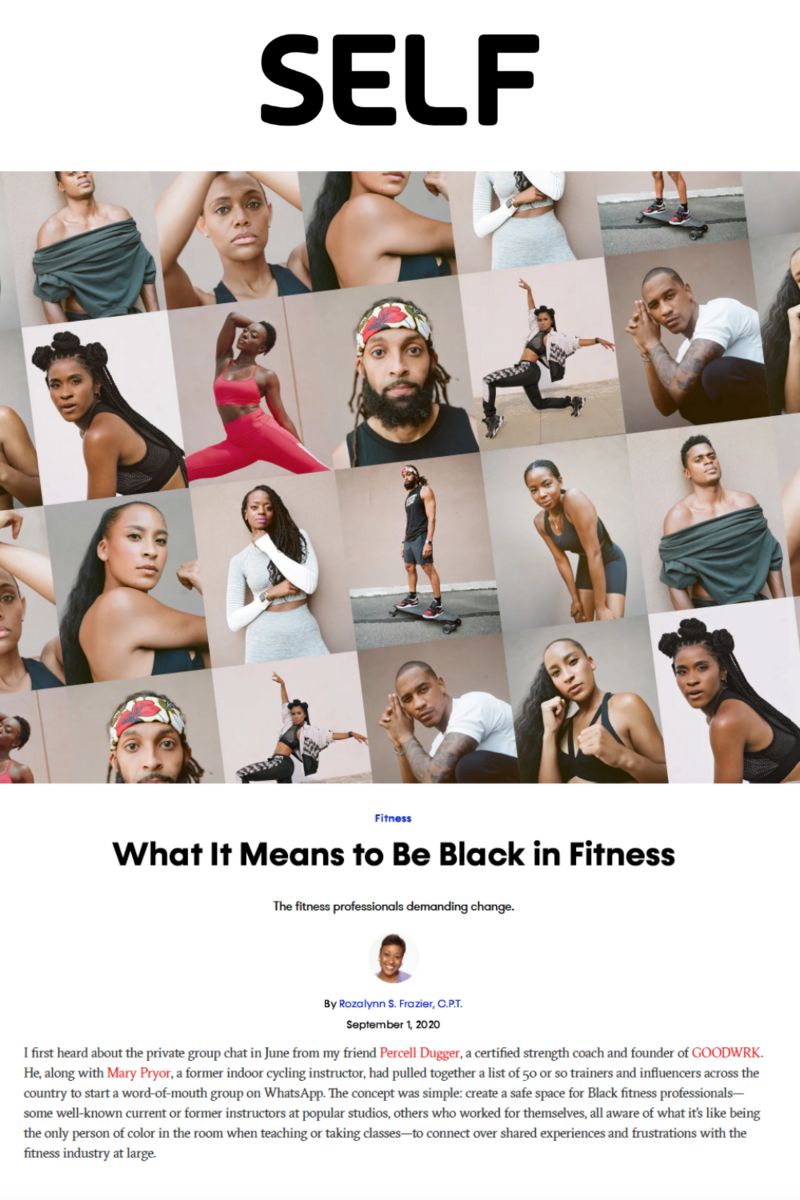 SELF
Fitness
What It Means to Be Black in Fitness
The fitness professionals demanding change.
By Rozalynn S. Frazier, C.P.T.
September 1, 2020
I first heard about the private group chat in June from my friend Percell Dugger, a certified strength coach and founder of GOODWRK.
He, along with Mary Pryor, a former indoor cycling instructor, had pulled together a list of 50 or so trainers and influencers across the
country to start a word-of-mouth group on WhatsApp. The concept was simple: create a safe space for Black fitness professionals—
some well-known current or former instructors at popular studios, others who worked for themselves, all aware of what it's like being
the only person of color in the room when teaching or taking classes—to connect over shared experiences and frustrations with the
fitness industry at large.